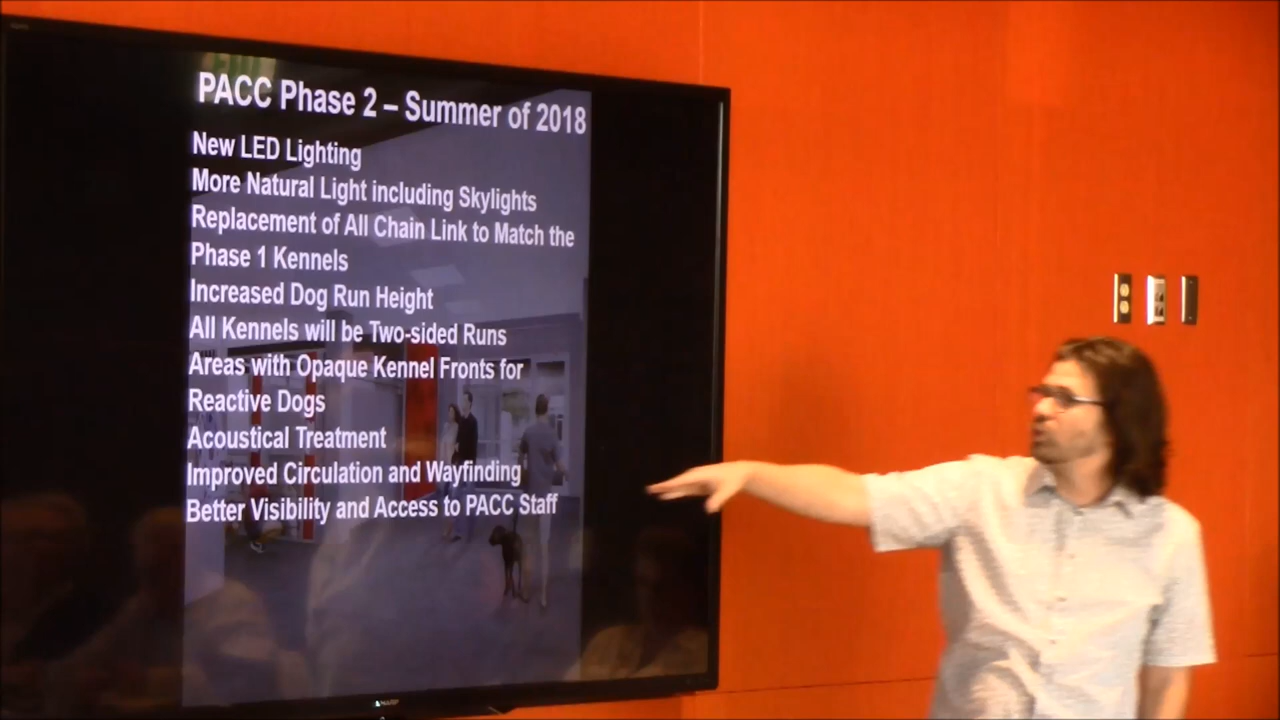 PACC Phase 2 – Summer of 2018
New LED Lighting
More Natural Light including Skylights
Replacement of All Chain Link to Match the
Phase 1 Kennels
Increased Dog Run Height
All Kennels will be Two-sided Runs
Areas with Opaque Kennel Fronts for
Reactive Dogs
Acoustical Treatment
Improved Circulation and Wayfinding
Better Visibility and Access to PACC Staff
SHARP